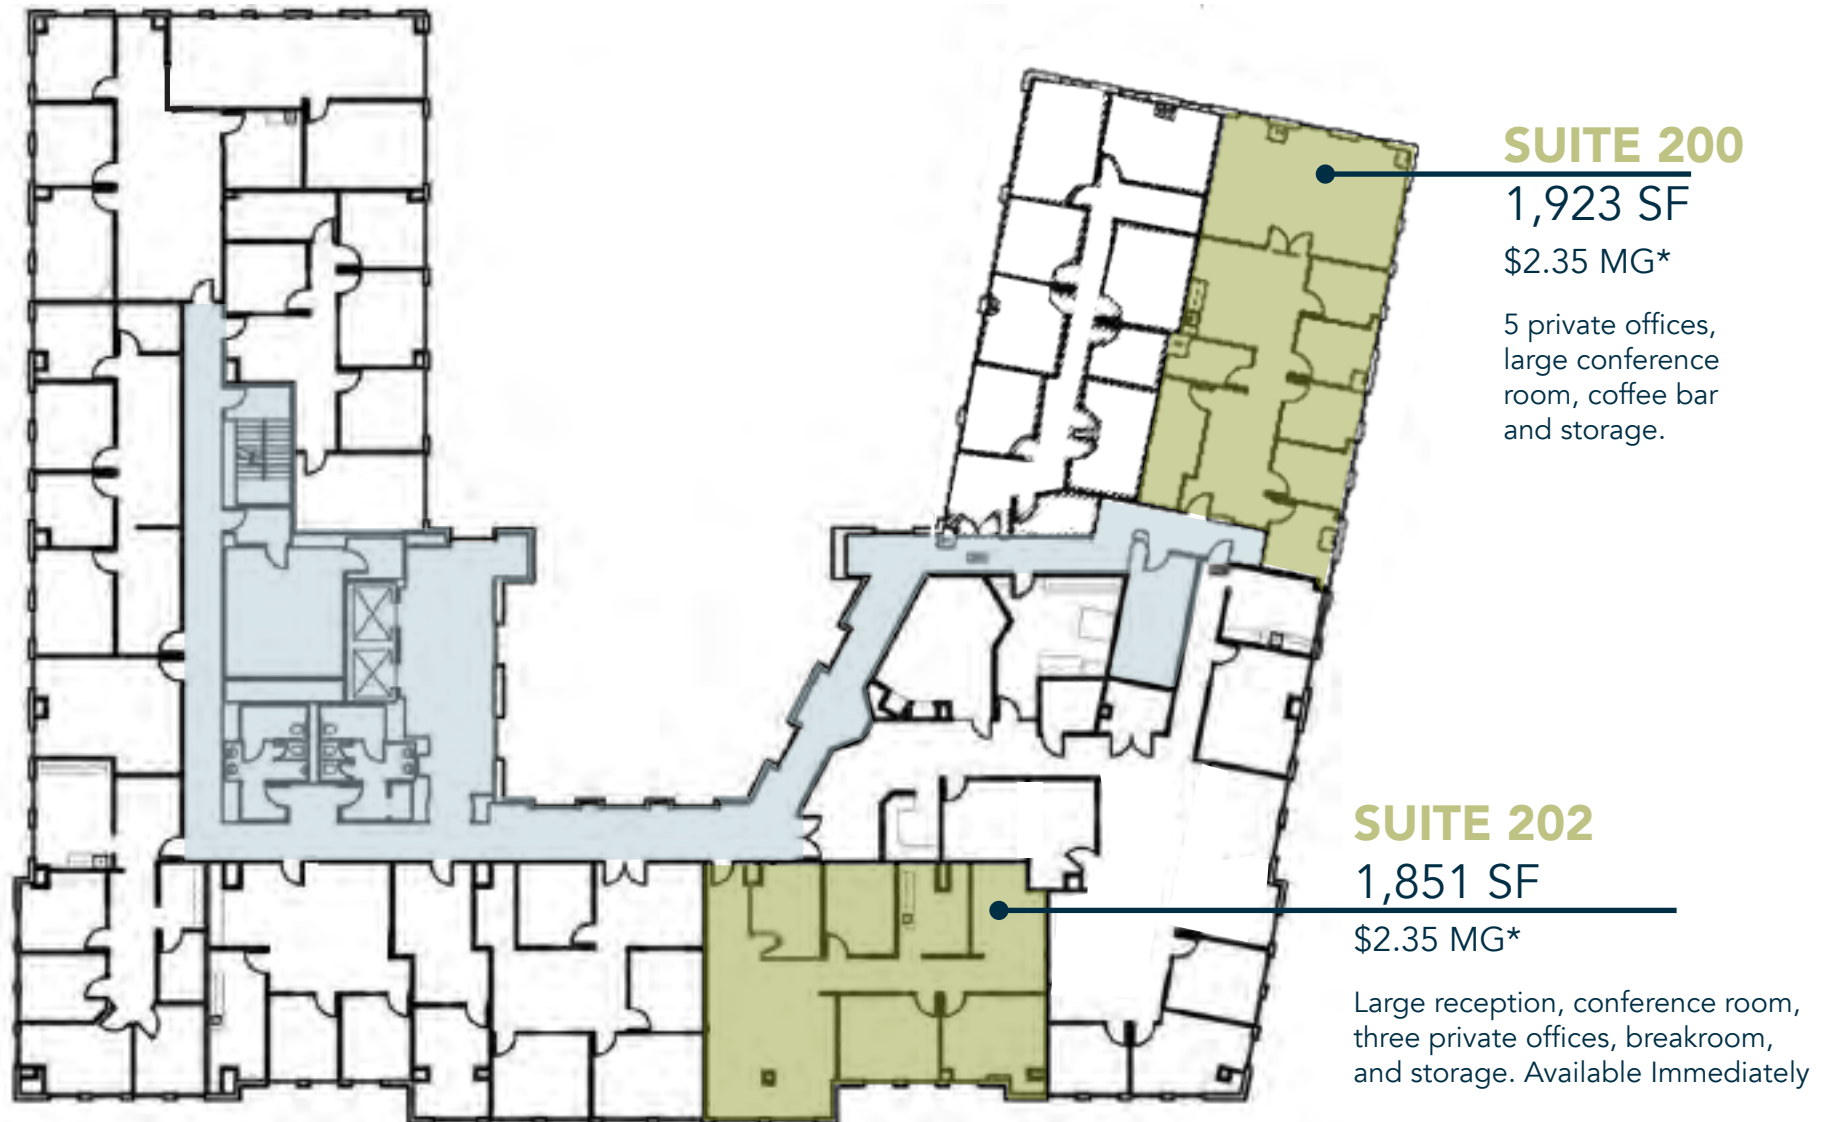 SUITE 200
1,923 SF
$2.35 MG*
5 private offices,
large conference
room, coffee bar
and storage.
SUITE 202
1,851 SF
$2.35 MG*
Large reception, conference room,
three private offices, breakroom,
and storage. Available Immediately